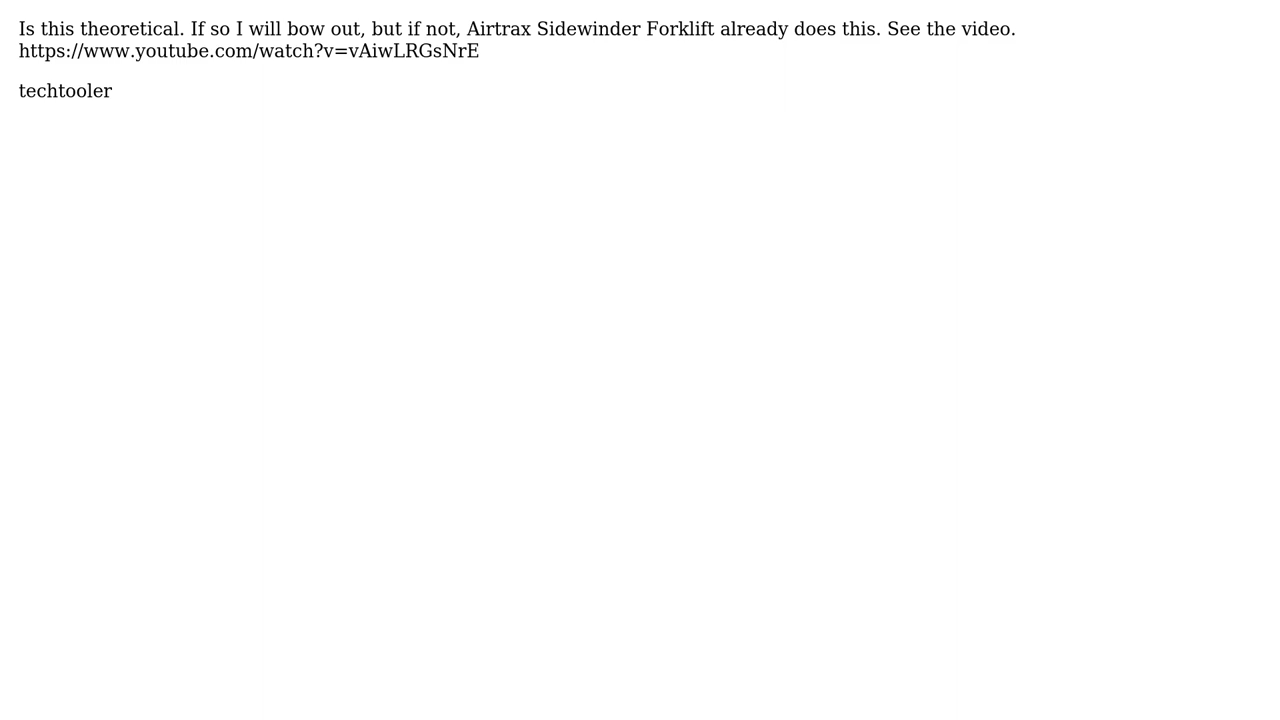 Is this theoretical. If so I will bow out, but if not, Airtrax Sidewinder Forklift already does this. See the video.
https://www.youtube.com/watch?v=vAiwLRGsNrE
techtooler